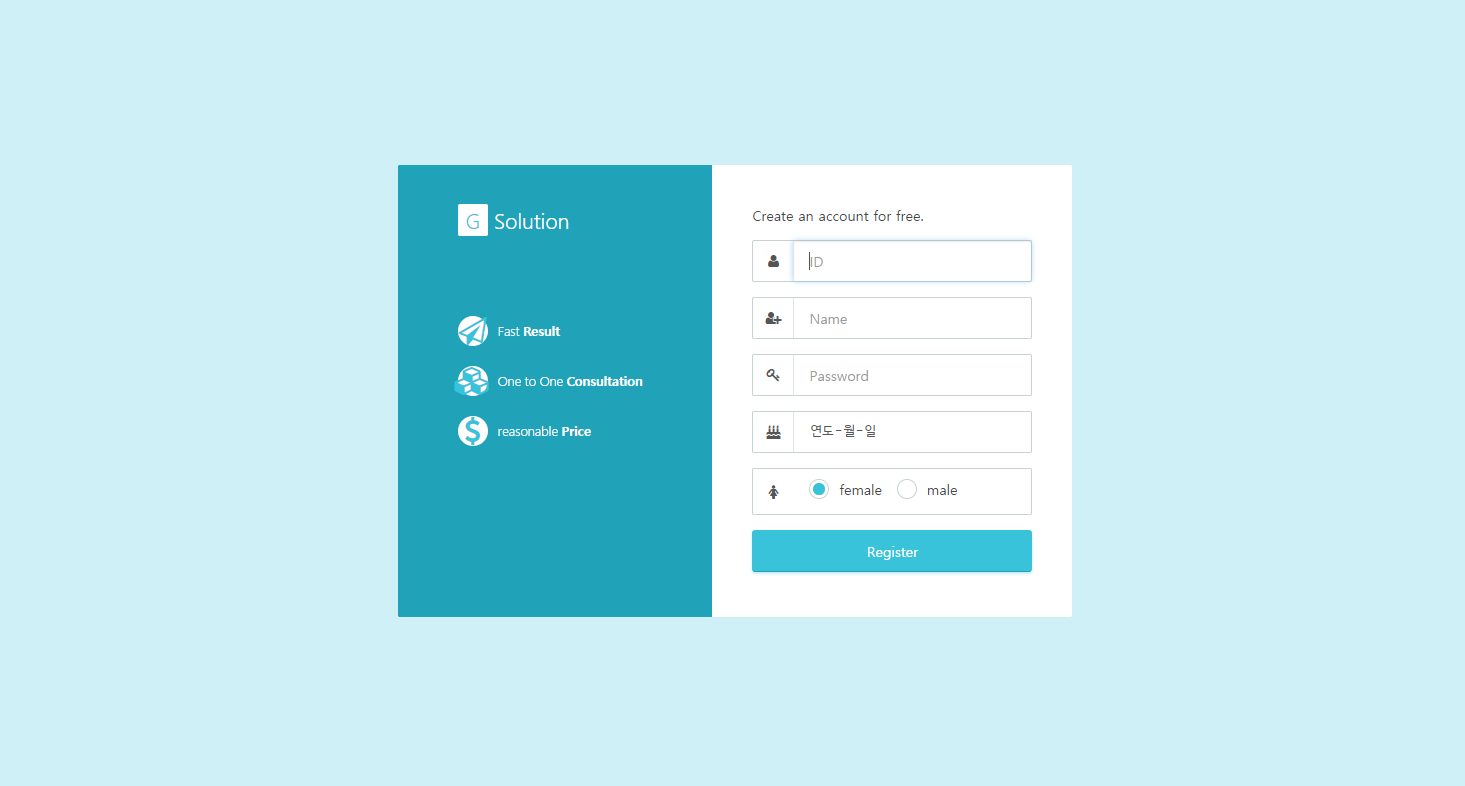 G Solution
Fast Result
One to One Consultation
reasonable Price
Create an account for free.
ID
Name
Password
연도-월-일
female male
Register